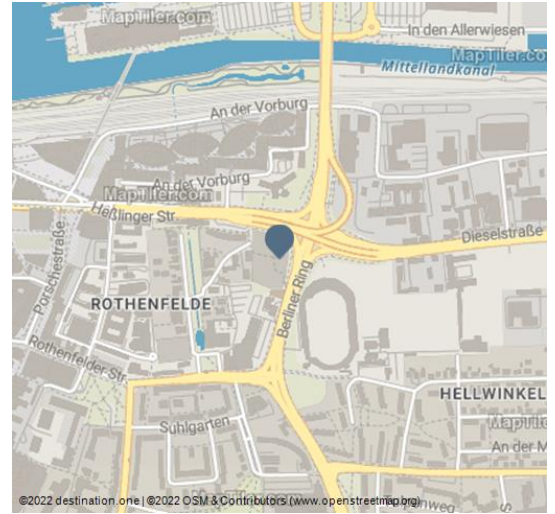 MapTiler.com
In den Allerwiesen
MapTiler.com
Mittellandkanal
An der Vorburg
An der Vorburg
MapTiler.com
Heßlinger Str
Dieselstraße
Porschestraße
Berliner Ring
ROTHENFELDE
Rothenfelder Str.
HELLWINKEL
Suhlgarten
MapTile
An der M
©2022 destination.one | ©2022 OSM & Contributors (www.openstreetmap.org)